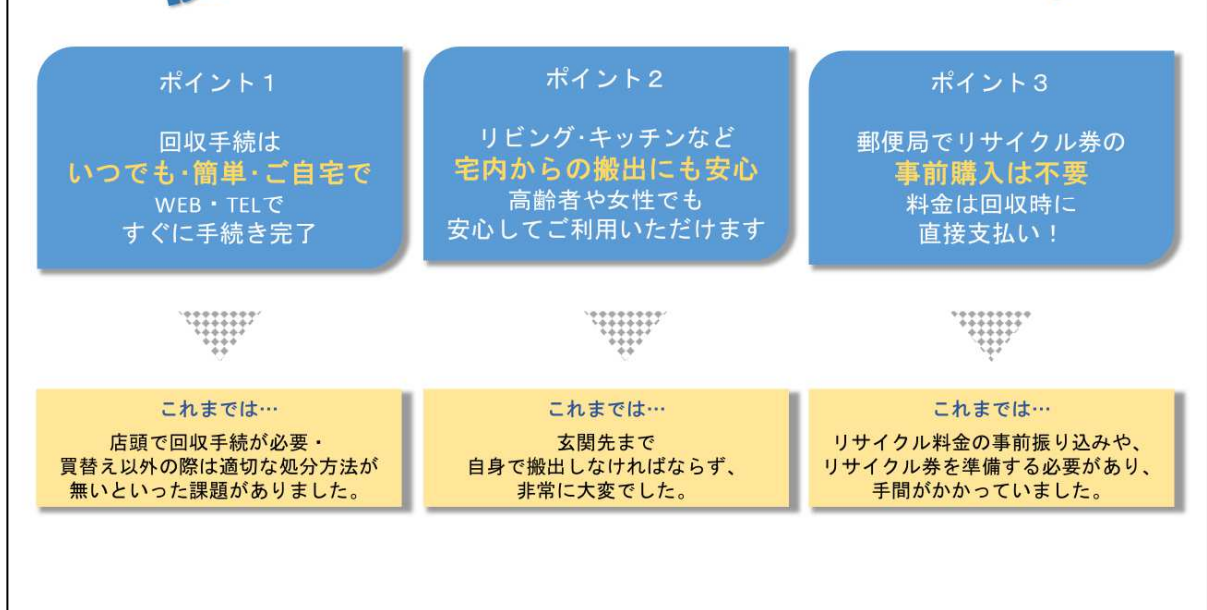 ポイント１
回収手続は
いつでも･簡単･ご自宅で
WEB・TELで
すぐに手続き完了
ポイント２
リビング･キッチンなど
宅内からの搬出にも安心
高齢者や女性でも
安心してご利用いただけます
ポイント３
郵便局でリサイクル券の
事前購入は不要
料金は回収時に
直接支払い！
これまでは…
店頭で回収手続が必要・
買替え以外の際は適切な処分方法が
無いといった課題がありました。
これまでは…
玄関先まで
自身で搬出しなければならず、
非常に大変でした。
これまでは…
リサイクル料金の事前振り込みや、
リサイクル券を準備する必要があり、
手間がかかっていました。